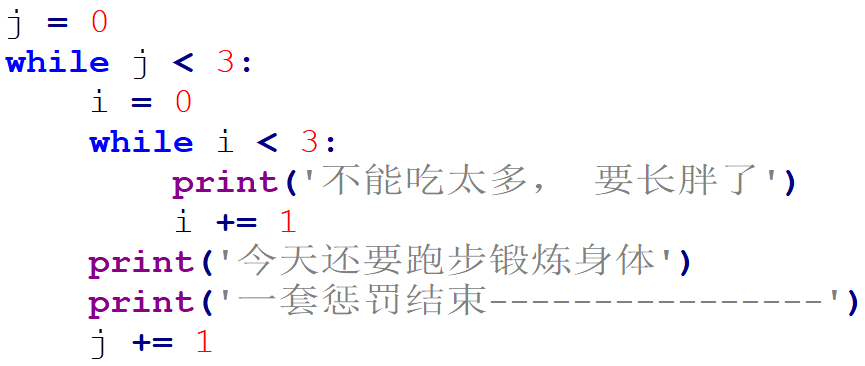 j = 0
while j < 3:
    i = 0
    while i < 3:
        print('不能吃太多， 要长胖了')
        i += 1
    print('今天还要跑步锻炼身体')
    print('一套惩罚结束----------------')
    j += 1